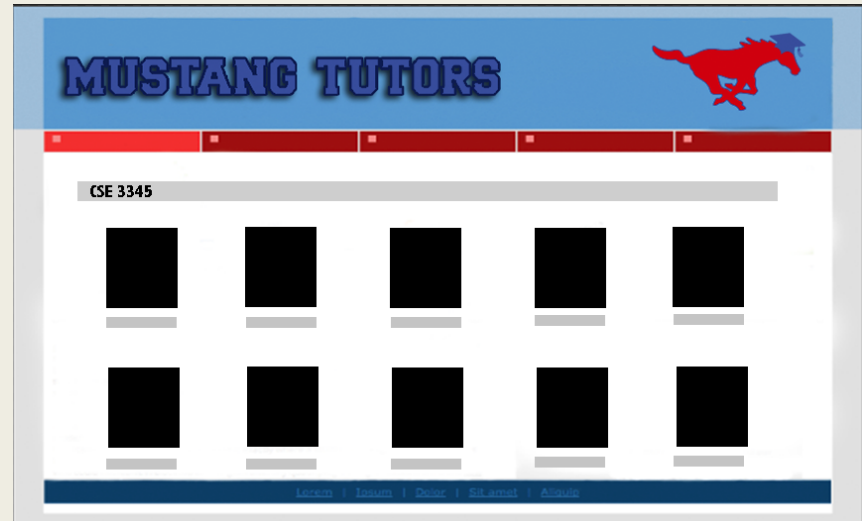 MUSTANG TUTORS
CSE 3345
Lorem | Ipsum | Dolor | Sit amet | Aliquip